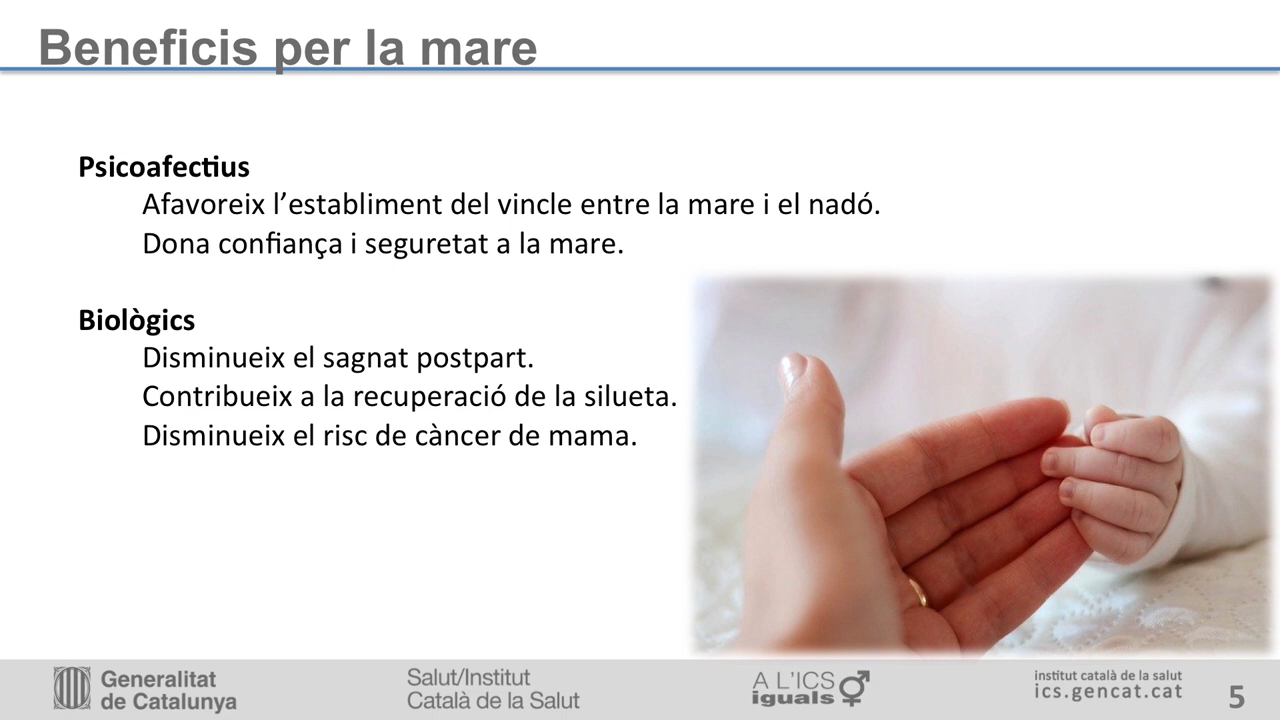 Beneficis per la mare
Psicoafectius
Afavoreix l’establiment del vincle entre la mare i el nadó.
Dona confiança i seguretat a la mare.
Biològics
Disminueix el sagnat postpart.
Contribueix a la recuperació de la silueta.
Disminueix el risc de càncer de mama.
Generalitat
de Catalunya
Salut/Institut
Català de la Salut
A L'ICS
iguals
institut català de la salut
ics.gencat.cat
5